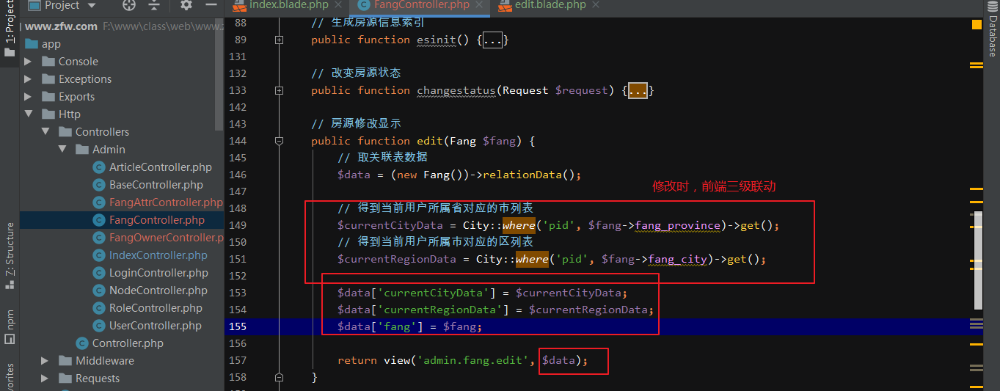 Project
index.blade.php
FangController.php
edit.blade.php
1: Project
Z: Structure
npm
Database
www.zfw.com F:\www\class\web\www.z
app
Console
Exceptions
Exports
Http
Controllers
Admin
ArticleController.php
BaseController.php
FangAttrController.php
FangController.php
FangOwnerController.p
IndexController.php
LoginController.php
NodeController.php
RoleController.php
UserController.php
Controller.php
Middleware
Requests
88 // 生成房源信息索引
89 public function esinit() {...}
131
132 // 改变房源状态
133 public function changestatus(Request $request) {...}
142
143 // 房源修改显示
144 public function edit(Fang $fang) {
145 // 取关联表数据
146 $data = (new Fang())->relationData();
147
修改时，前端三级联动
148 // 得到当前用户所属省对应的市列表
149 $currentCityData = City::where('pid', $fang->fang_province)->get();
150 // 得到当前用户所属市对应的区列表
151 $currentRegionData = City::where('pid', $fang->fang_city)->get();
152
153 $data['currentCityData'] = $currentCityData;
154 $data['currentRegionData'] = $currentRegionData;
155 $data['fang'] = $fang;
156
157 return view('admin.fang.edit', $data);
158 }